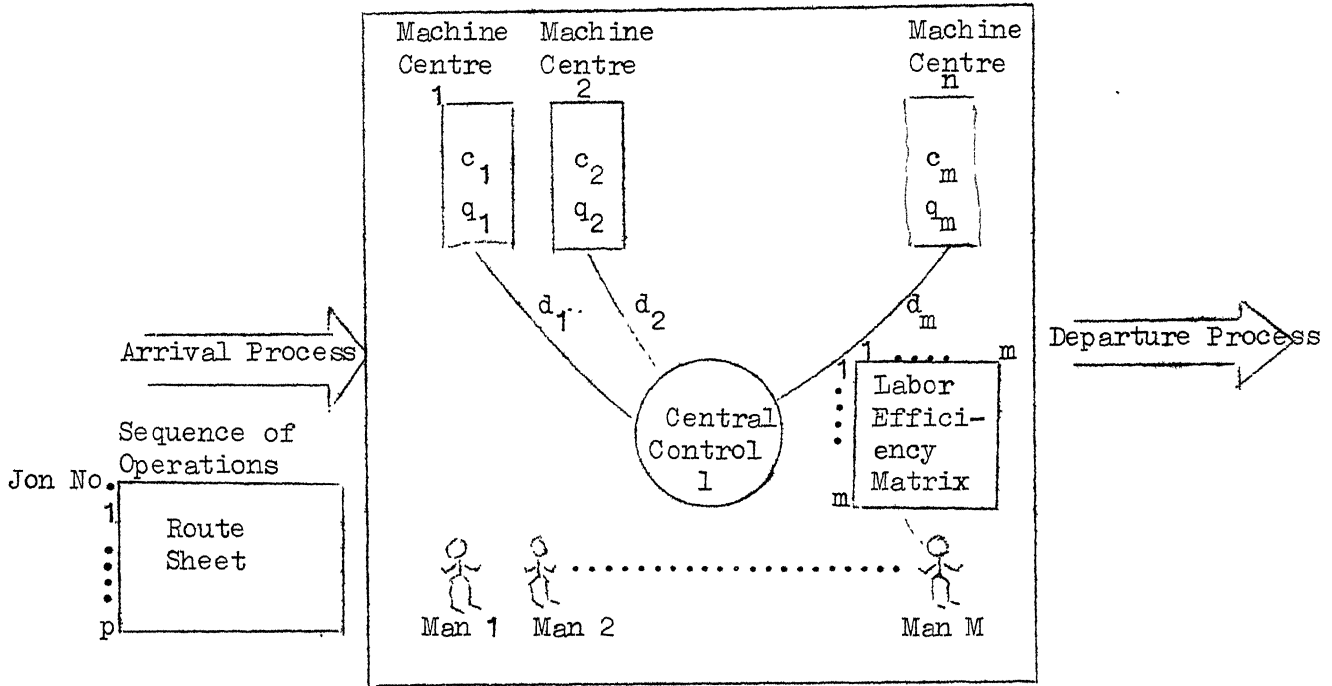 Machine Centre 1
Machine Centre 2
Machine Centre n
c1
q1
c2
q2
cm
qm
d1
d2
dm
Arrival Process
Departure Process
Central
Control
1
1 .... m
1
m
Labor
Effici-
ency
Matrix
Sequence of
Operations
Jon No.
1
p
Route
Sheet
Man 1
Man 2
Man M